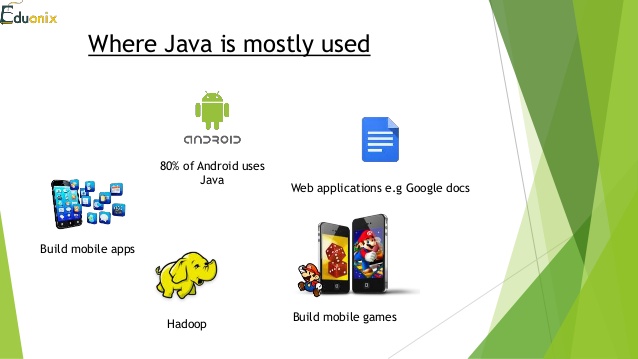 Eduonix
Where Java is mostly used
ANDROID
80% of Android uses
Java
Web applications e.g Google docs
Build mobile apps
Hadoop
Build mobile games